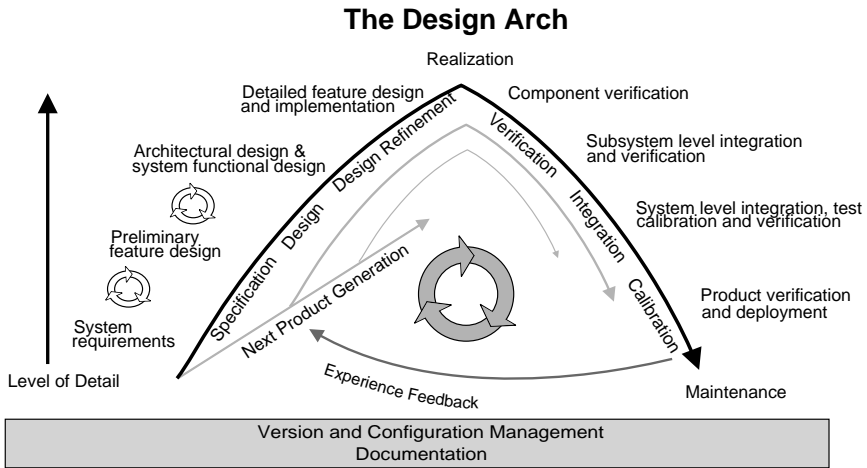 The Design Arch
Realization
Detailed feature design
and implementation
Component verification
Design Refinement
Verification
Subsystem level integration
and verification
Architectural design &
system functional design
Design
Integration
System level integration, test
calibration and verification
Preliminary
feature design
Specification
Next Product Generation
Calibration
Product verification
and deployment
System
requirements
Level of Detail
Experience Feedback
Maintenance
Version and Configuration Management
Documentation